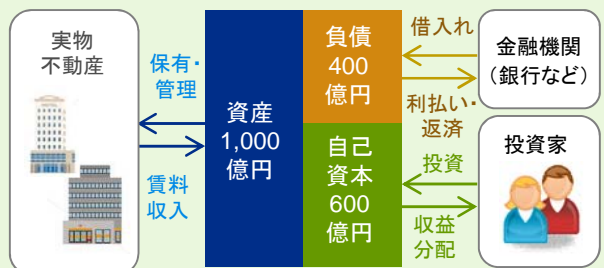 実物
不動産
保有・
管理
賃料
収入
資産
1,000
億円
負債
400
億円
自己
資本
600
億円
借入れ
利払い・
返済
投資
収益
分配
金融機関
（銀行など）
投資家